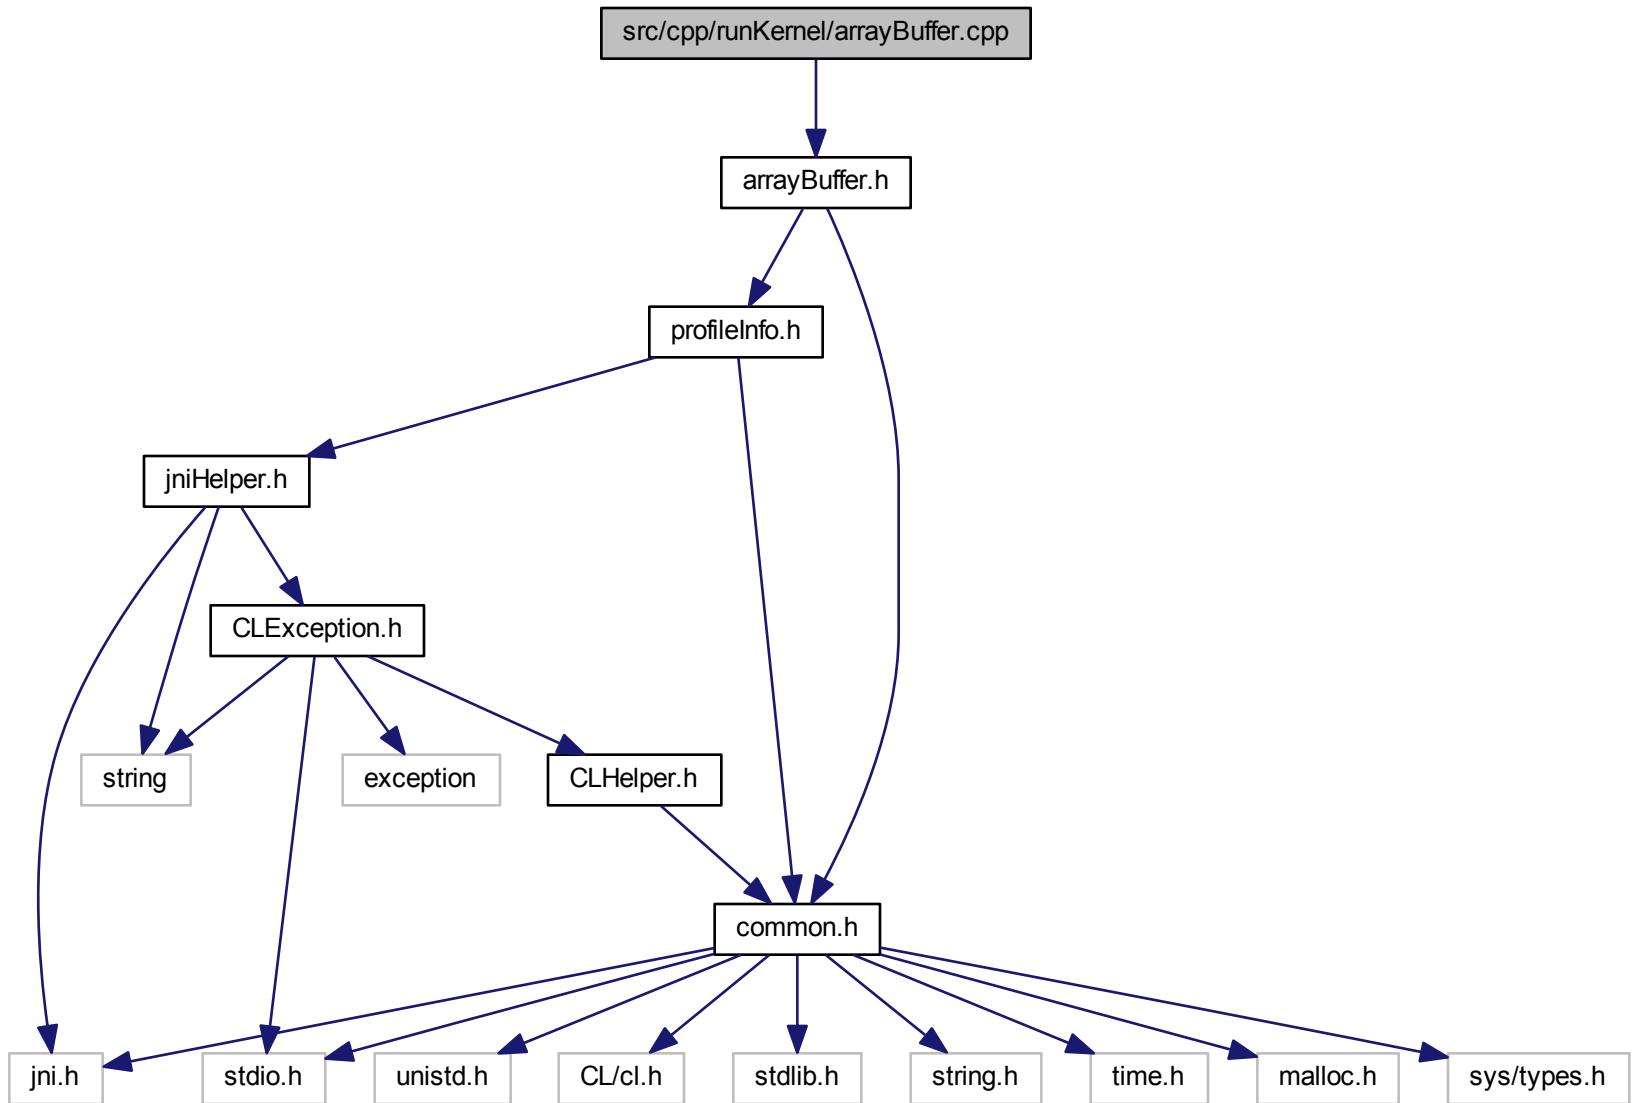 src/cpp/runKernel/arrayBuffer.cpp
arrayBuffer.h
profileInfo.h
jniHelper.h
CLException.h
string
exception
CLHelper.h
common.h
jni.h
stdio.h
unistd.h
CL/cl.h
stdlib.h
string.h
time.h
malloc.h
sys/types.h